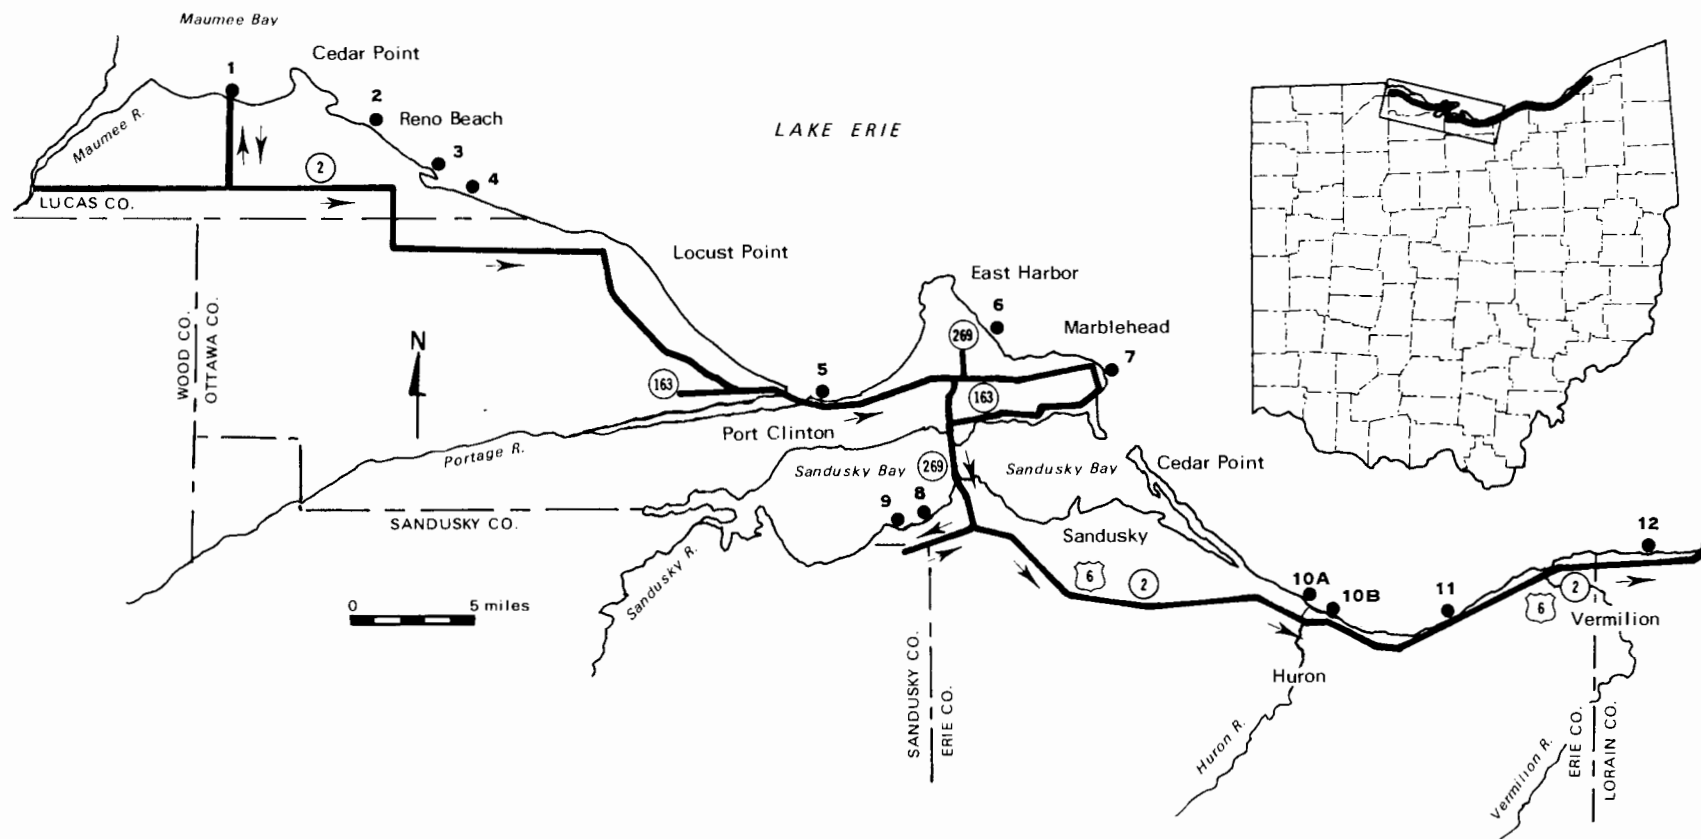 Maumee Bay
Cedar Point
1
2
Reno Beach
LAKE ERIE
Maumee R.
3
2
4
LUCAS CO.
Locust Point
East Harbor
6
Marblehead
WOOD CO.
OTTAWA CO.
N
269
7
5
163
163
Port Clinton
Portage R.
Sandusky Bay
269
Sandusky Bay
Cedar Point
9
8
SANDUSKY CO.
Sandusky
12
Sandusky R.
6
2
10A
10B
11
2
6
Vermilion
0
5 miles
Huron
SANDUSKY CO.
ERIE CO.
Huron R.
Vermilion R.
ERIE CO.
LORAIN CO.